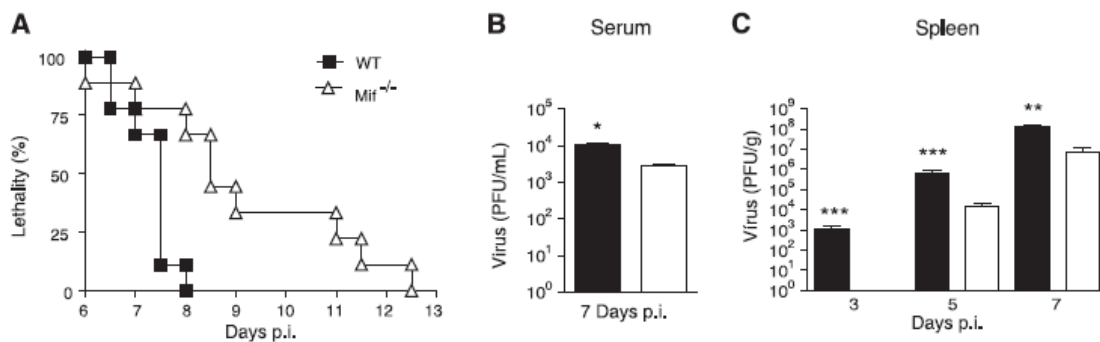 A
Lethality (%)
100
75
50
25
0
6 7 8 9 10 11 12 13
Days p.i.
WT
Mif -/-
B
Serum
Virus (PFU/mL)
10^5
10^4
10^3
10^2
10^1
10^0
*
7 Days p.i.
C
Spleen
Virus (PFU/g)
10^9
10^8
10^7
10^6
10^5
10^4
10^3
10^2
10^1
10^0
***
***
**
3 5 7
Days p.i.